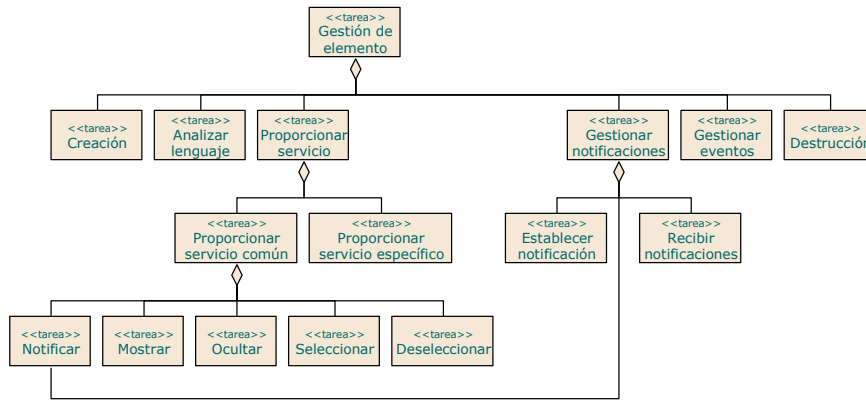 <<tarea>>
Gestión de
elemento
<<tarea>>
Creación
<<tarea>>
Analizar
lenguaje
<<tarea>>
Proporcionar
servicio
<<tarea>>
Gestionar
notificaciones
<<tarea>>
Gestionar
eventos
<<tarea>>
Destrucción
<<tarea>>
Proporcionar
servicio común
<<tarea>>
Proporcionar
servicio específico
<<tarea>>
Establecer
notificación
<<tarea>>
Recibir
notificaciones
<<tarea>>
Notificar
<<tarea>>
Mostrar
<<tarea>>
Ocultar
<<tarea>>
Seleccionar
<<tarea>>
Deseleccionar